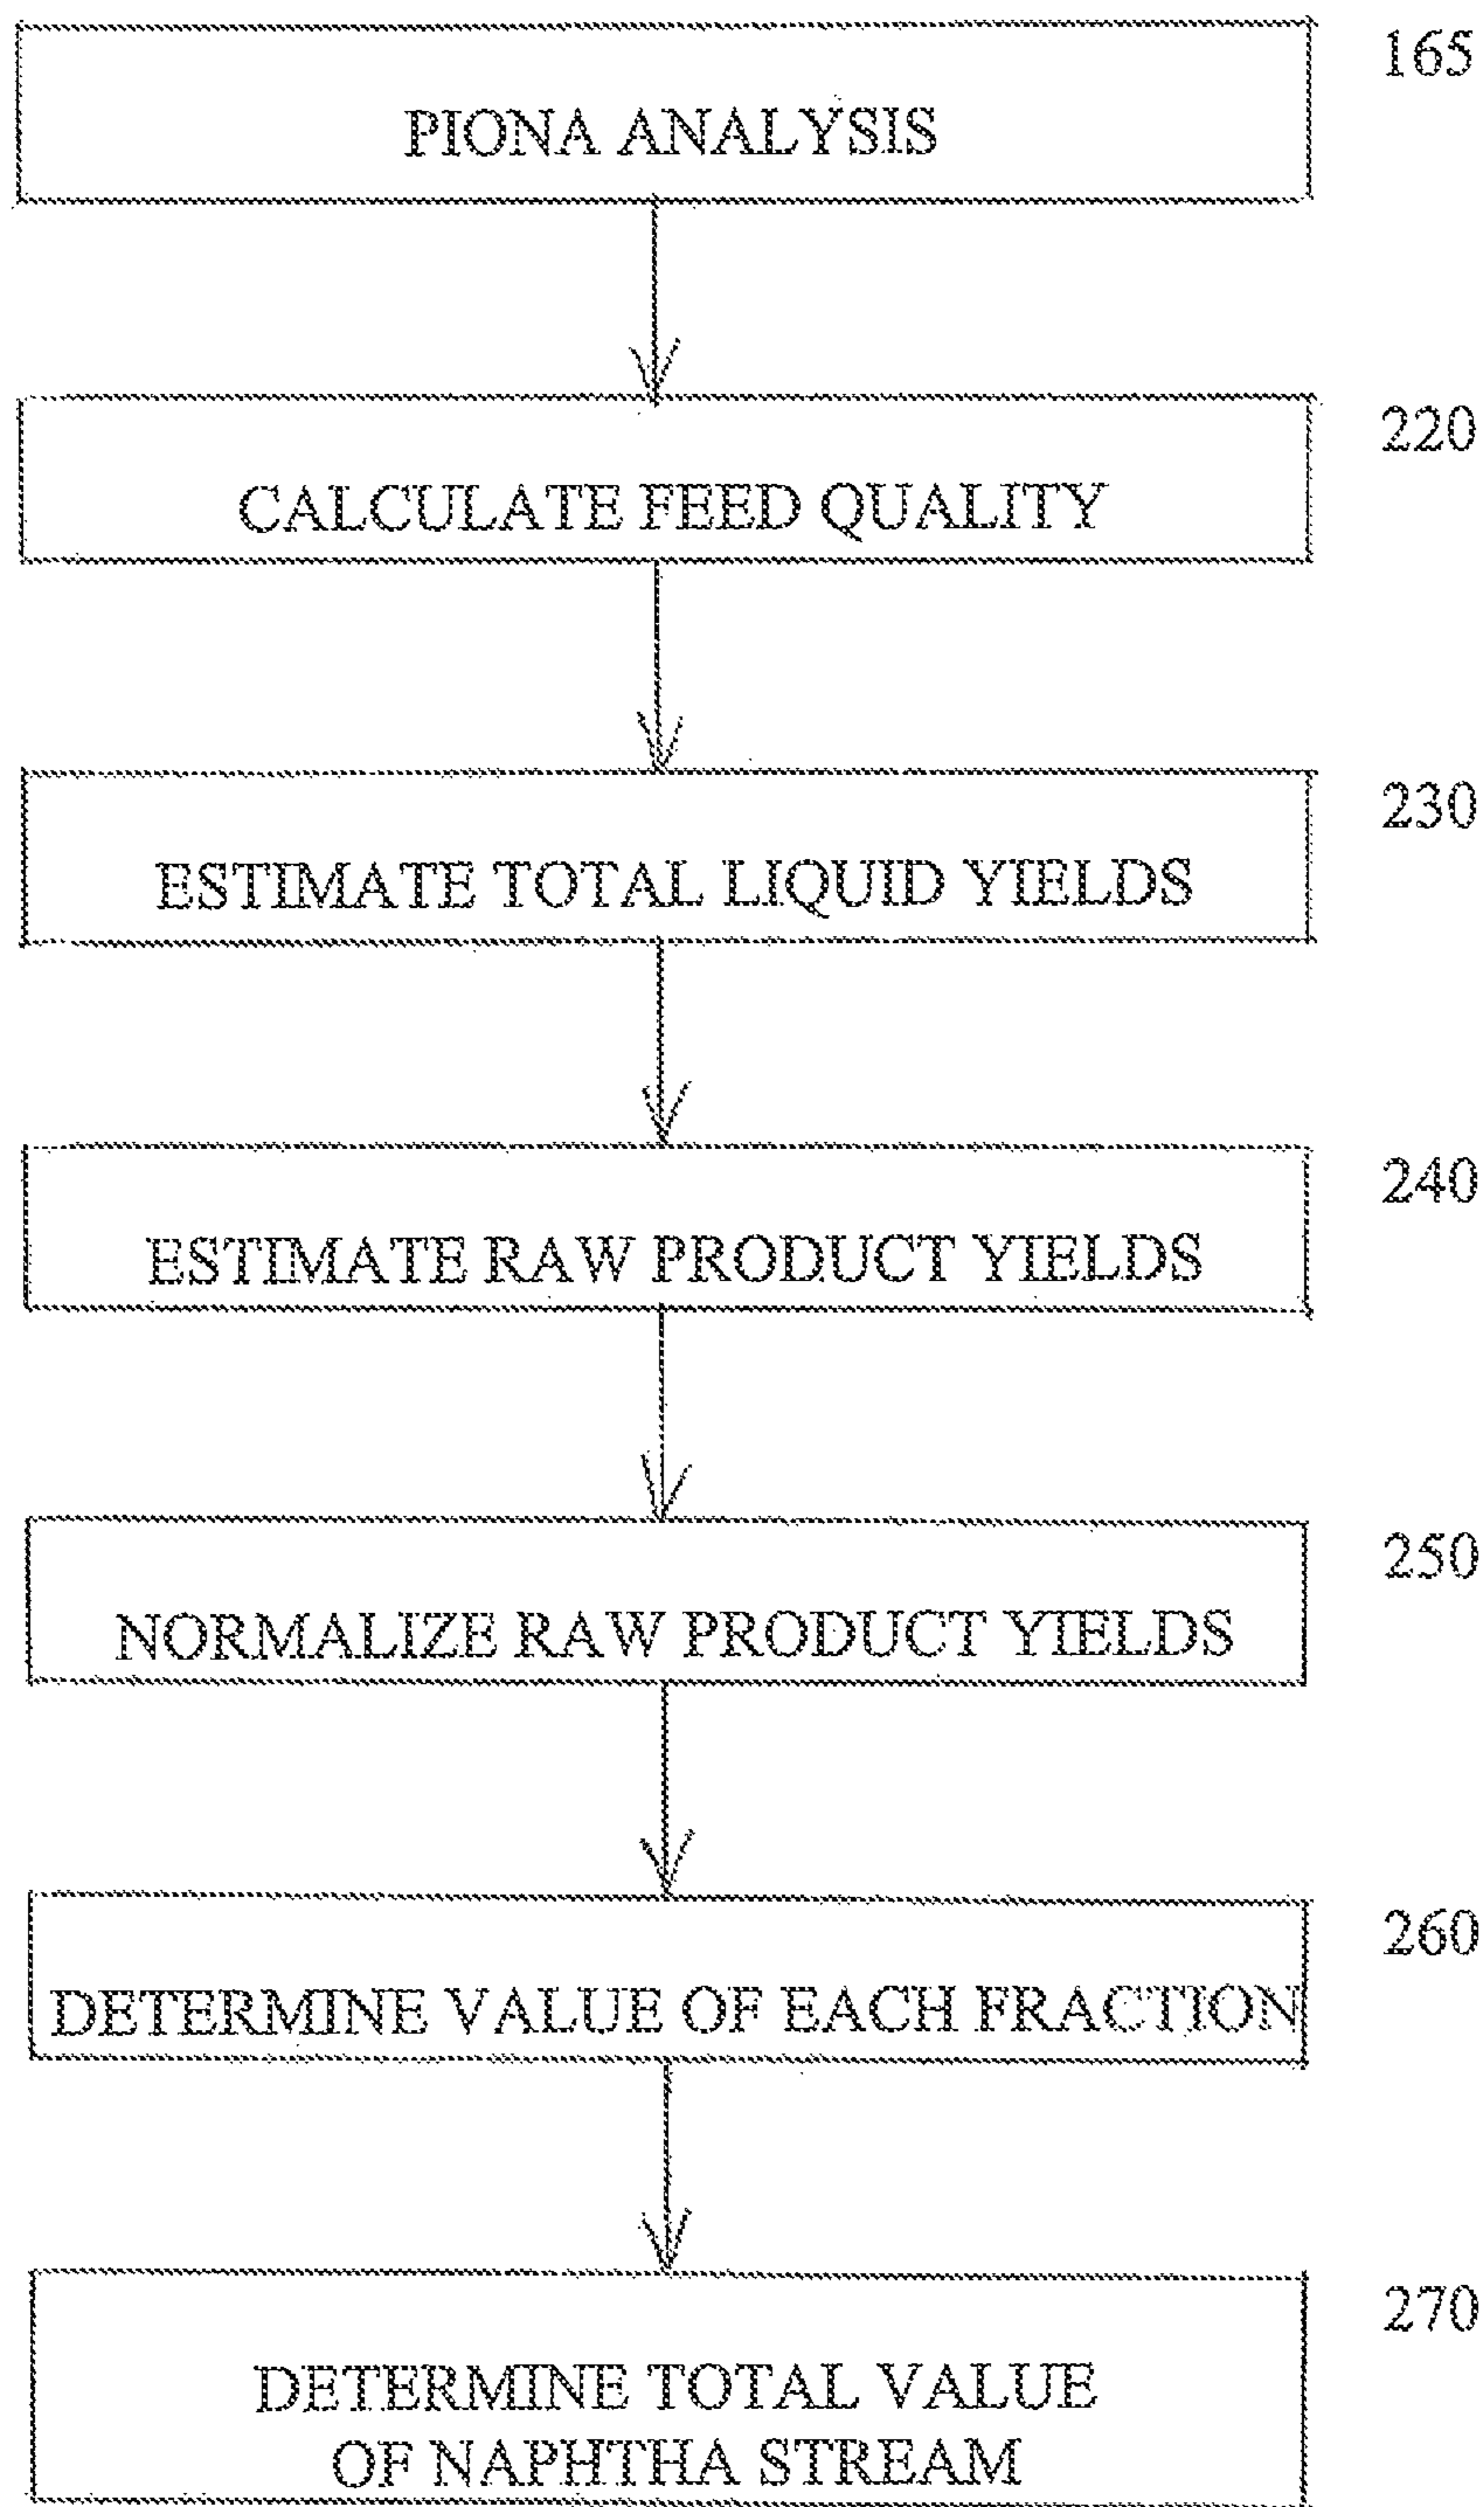 165
PIONA ANALYSIS
220
CALCULATE FEED QUALITY
230
ESTIMATE TOTAL LIQUID YIELDS
240
ESTIMATE RAW PRODUCT YIELDS
250
NORMALIZE RAW PRODUCT YIELDS
260
DETERMINE VALUE OF EACH FRACTION
270
DETERMINE TOTAL VALUE
OF NAPHTHA STREAM